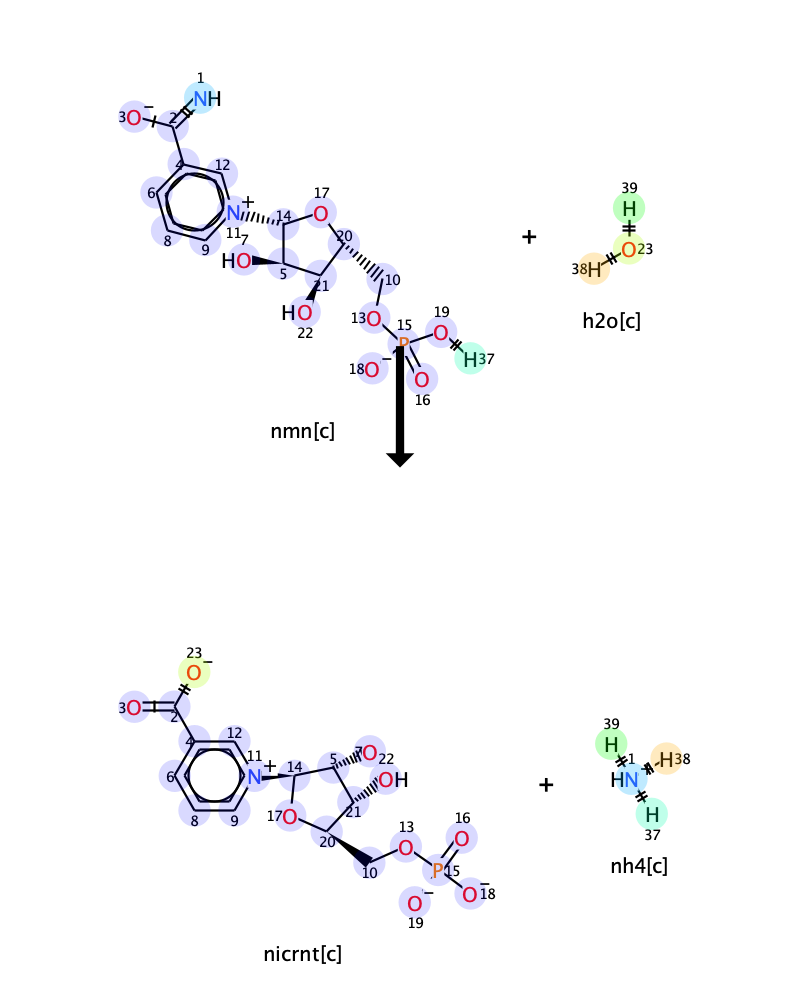 1
NH
3 O −
2
4
12
6
N +
11
8
9
17
O
14
7
HO
5
20
21
HO
22
10
13 O
15
P
19
O
H 37
18 O −
O
16
nmn[c]
+
39
H
O 23
38 H
h2o[c]
23
O −
3 O
2
4
12
11
N +
6
8
9
14
5
7 O
22
OH
21
17 O
20
10
13
O
16
O
P 15
O − 18
O −
19
nicrnt[c]
+
39
H
1
HN
H 38
H
37
nh4[c]